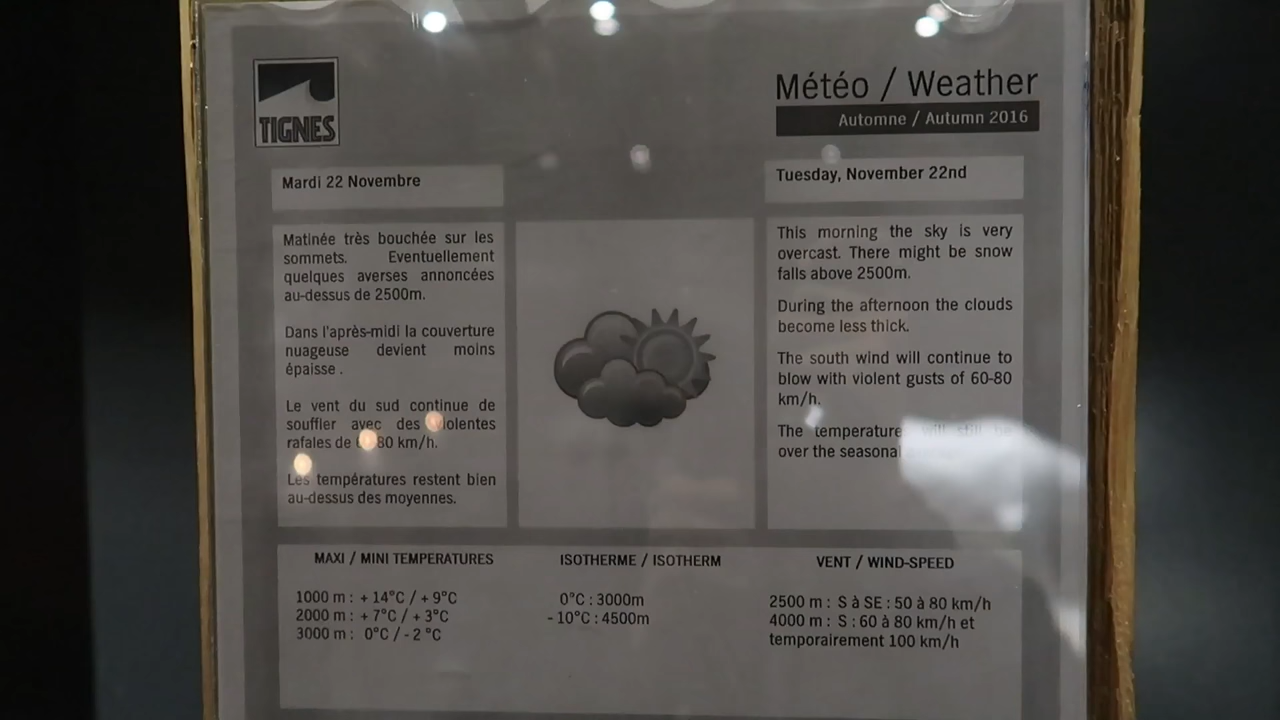 TIGNES
Météo / Weather
Automne / Autumn 2016
Mardi 22 Novembre
Matinée très bouchée sur les
sommets. Eventuellement
quelques averses annoncées
au-dessus de 2500m.
Dans l'après-midi la couverture
nuageuse devient moins
épaisse .
Le vent du sud continue de
souffler avec des violentes
rafales de 80 km/h.
Les températures restent bien
au-dessus des moyennes.
Tuesday, November 22nd
This morning the sky is very
overcast. There might be snow
falls above 2500m.
During the afternoon the clouds
become less thick.
The south wind will continue to
blow with violent gusts of 60-80
km/h.
The temperature will still be
over the seasonal
MAXI / MINI TEMPERATURES
1000 m : + 14°C / + 9°C
2000 m : + 7°C / + 3°C
3000 m : 0°C / - 2 °C
ISOTHERME / ISOTHERM
0°C : 3000m
- 10°C : 4500m
VENT / WIND-SPEED
2500 m : S à SE : 50 à 80 km/h
4000 m : S : 60 à 80 km/h et
temporairement 100 km/h